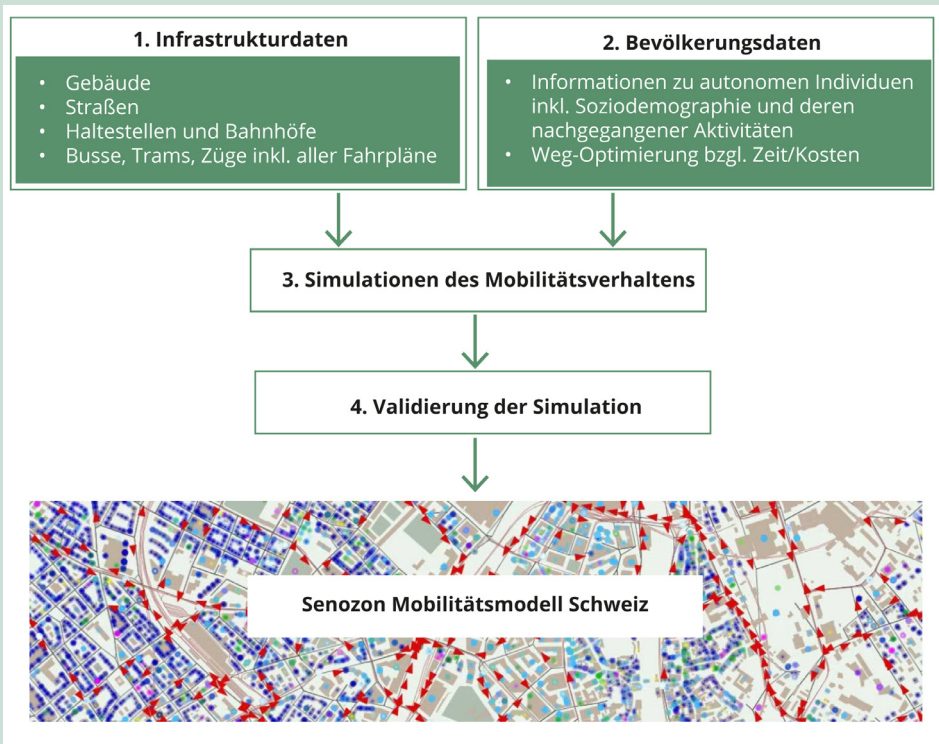 1. Infrastrukturdaten
• Gebäude
• Straßen
• Haltestellen und Bahnhöfe
• Busse, Trams, Züge inkl. aller Fahrpläne
2. Bevölkerungsdaten
• Informationen zu autonomen Individuen
inkl. Soziodemographie und deren
nachgegangener Aktivitäten
• Weg-Optimierung bzgl. Zeit/Kosten
3. Simulationen des Mobilitätsverhaltens
4. Validierung der Simulation
Senozon Mobilitätsmodell Schweiz